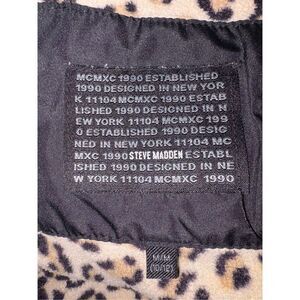 MCMXC 1990 ESTABLISHED
1990 DESIGNED IN NEW YOR
K 11104 MCMXC 1990 ESTAB
LISHED 1990 DESIGNED IN N
EW YORK 11104 MCMXC 199
0 ESTABLISHED 1990 DESIG
NED IN NEW YORK 11104 MC
MXC 1990 STEVE MADDEN ESTABL
ISHED 1990 DESIGNED IN NE
W YORK 11104 MCMXC 1990
M/M
(10/12)